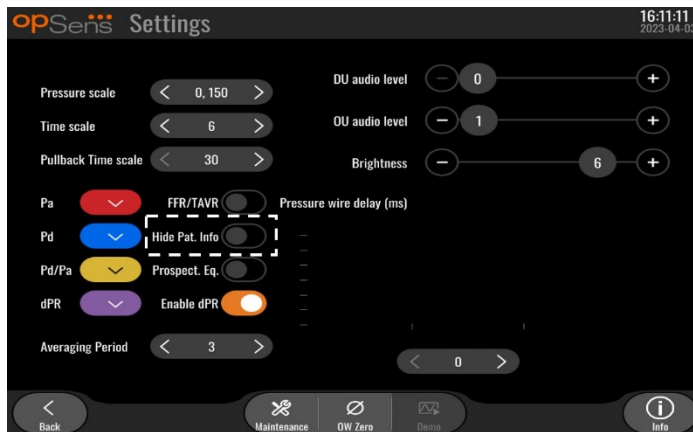 opSens Settings
16:11:11
2023-04-03
Pressure scale 0, 150
Time scale 6
Pullback Time scale 30
DU audio level 0
OU audio level 1
Brightness 6
Pa FFR/TAVR Pressure wire delay (ms)
Pd Hide Pat. Info
Pd/Pa Prospect. Eq.
dPR Enable dPR
Averaging Period 3
0
Back Maintenance OW Zero Demo Info